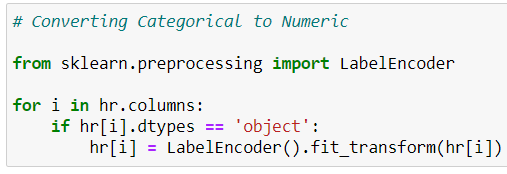 # Converting Categorical to Numeric
from sklearn.preprocessing import LabelEncoder
for i in hr.columns:
    if hr[i].dtypes == 'object':
        hr[i] = LabelEncoder().fit_transform(hr[i])